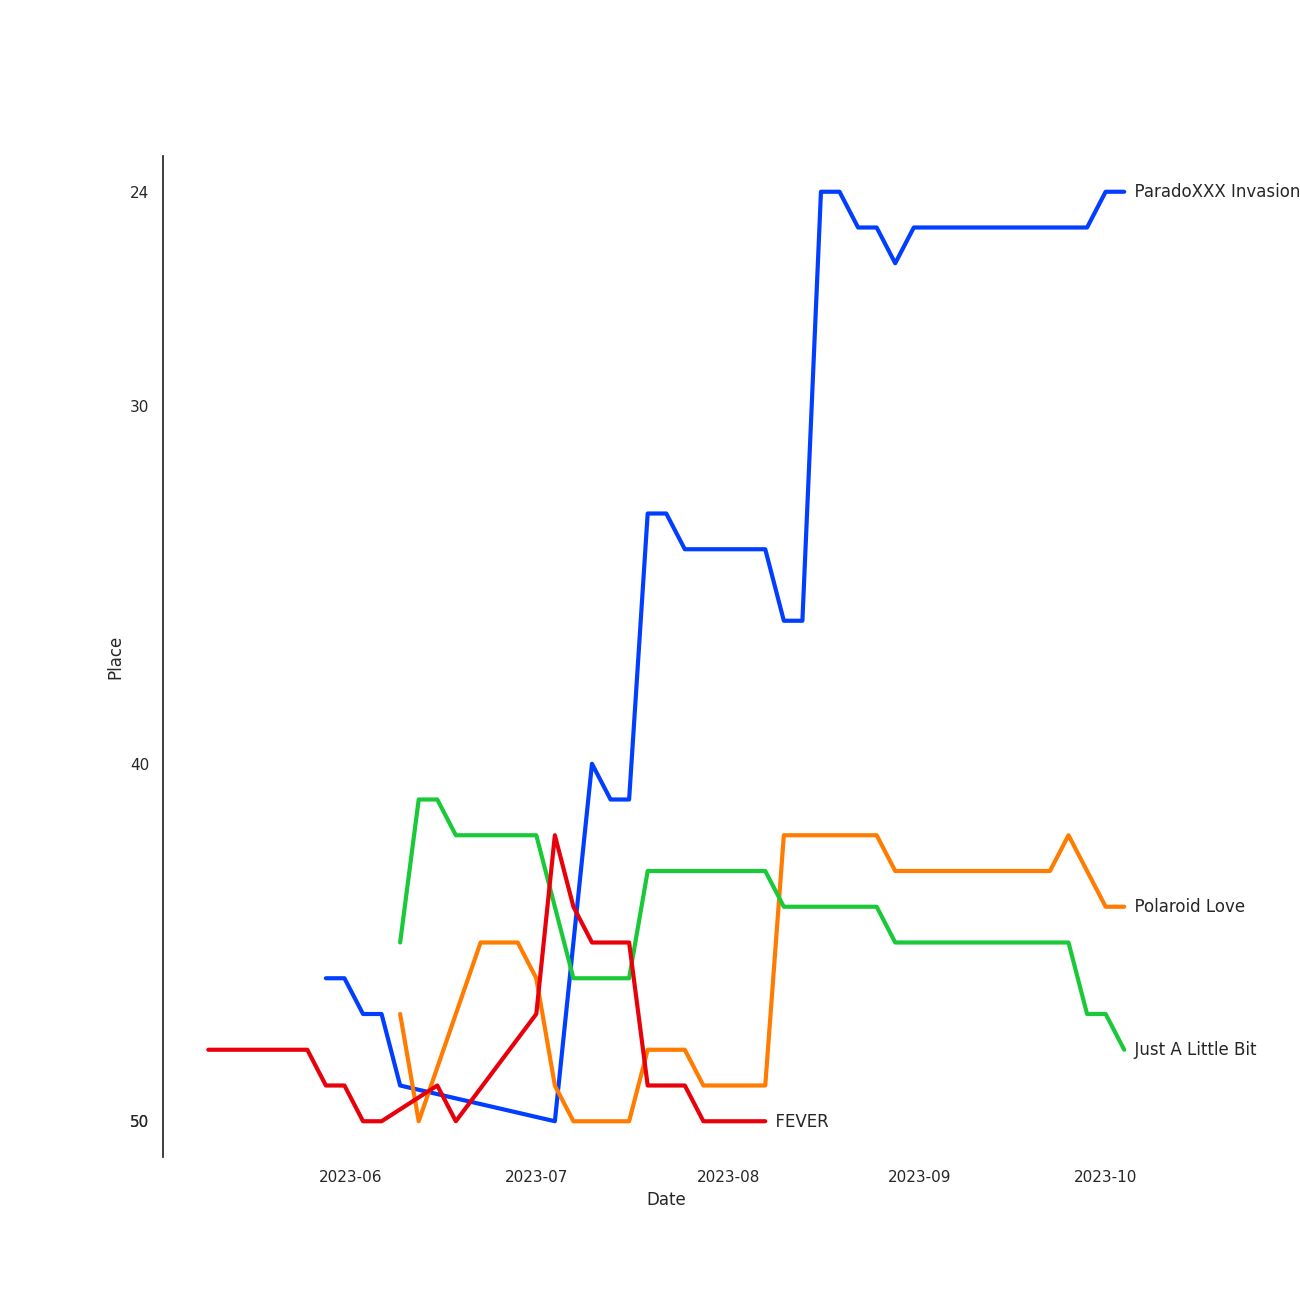 24
30
40
50
Place
2023-06
2023-07
2023-08
2023-09
2023-10
Date
ParadoXXX Invasion
Polaroid Love
Just A Little Bit
FEVER